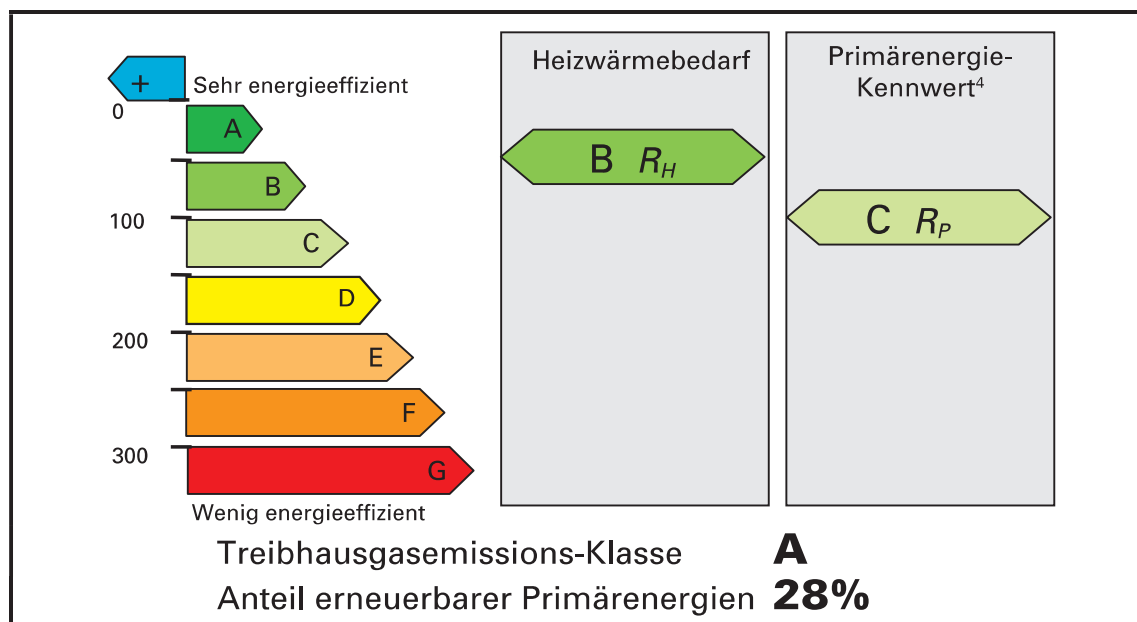 +
Sehr energieeffizient
0
A
B
100
C
D
200
E
F
300
G
Wenig energieeffizient
Heizwärmebedarf
B R_H
Primärenergie-
Kennwert⁴
C R_P
Treibhausgasemissions-Klasse A
Anteil erneuerbarer Primärenergien 28%